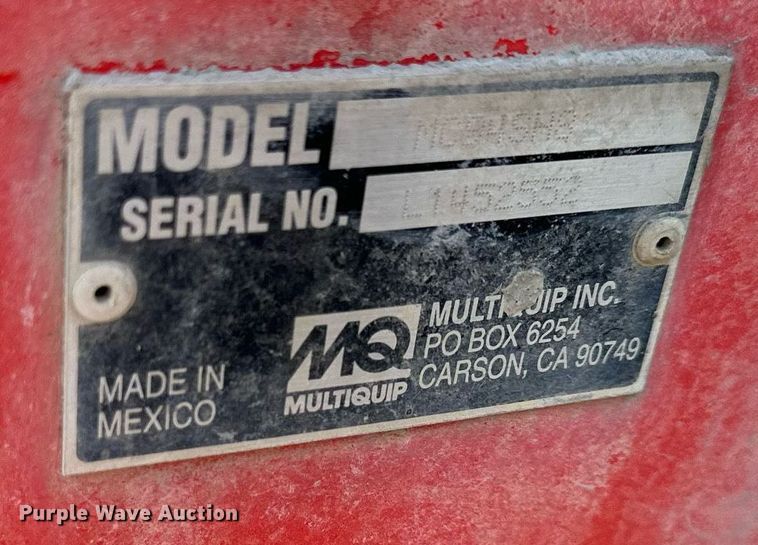 MODEL MC94SH8
SERIAL NO. L1452552
MADE IN
MEXICO
MQ
MULTIQUIP
MULTIQUIP INC.
PO BOX 6254
CARSON, CA 90749
Purple Wave Auction